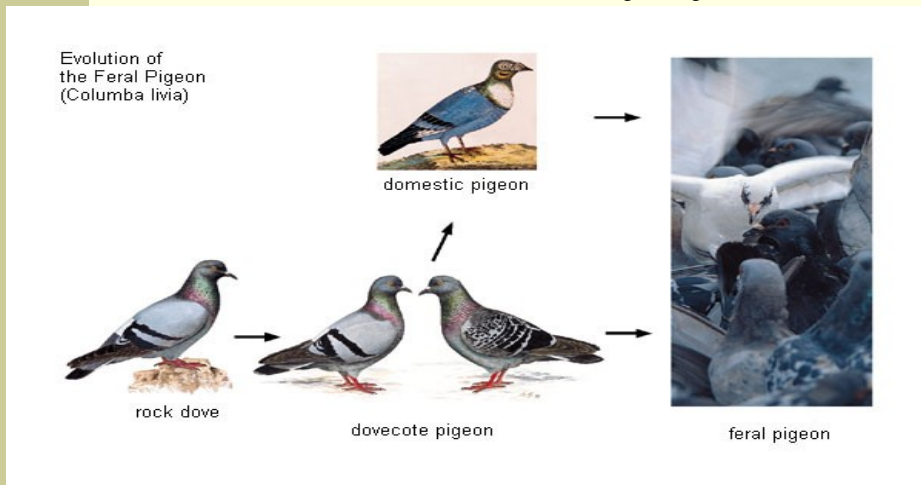 Evolution of
the Feral Pigeon
(Columba livia)
domestic pigeon
rock dove
dovecote pigeon
feral pigeon